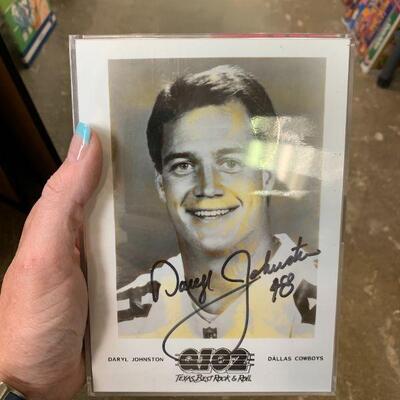 Daryl Johnston
48
DARYL JOHNSTON
Q102
DALLAS COWBOYS
TEXAS BEST ROCK & ROLL